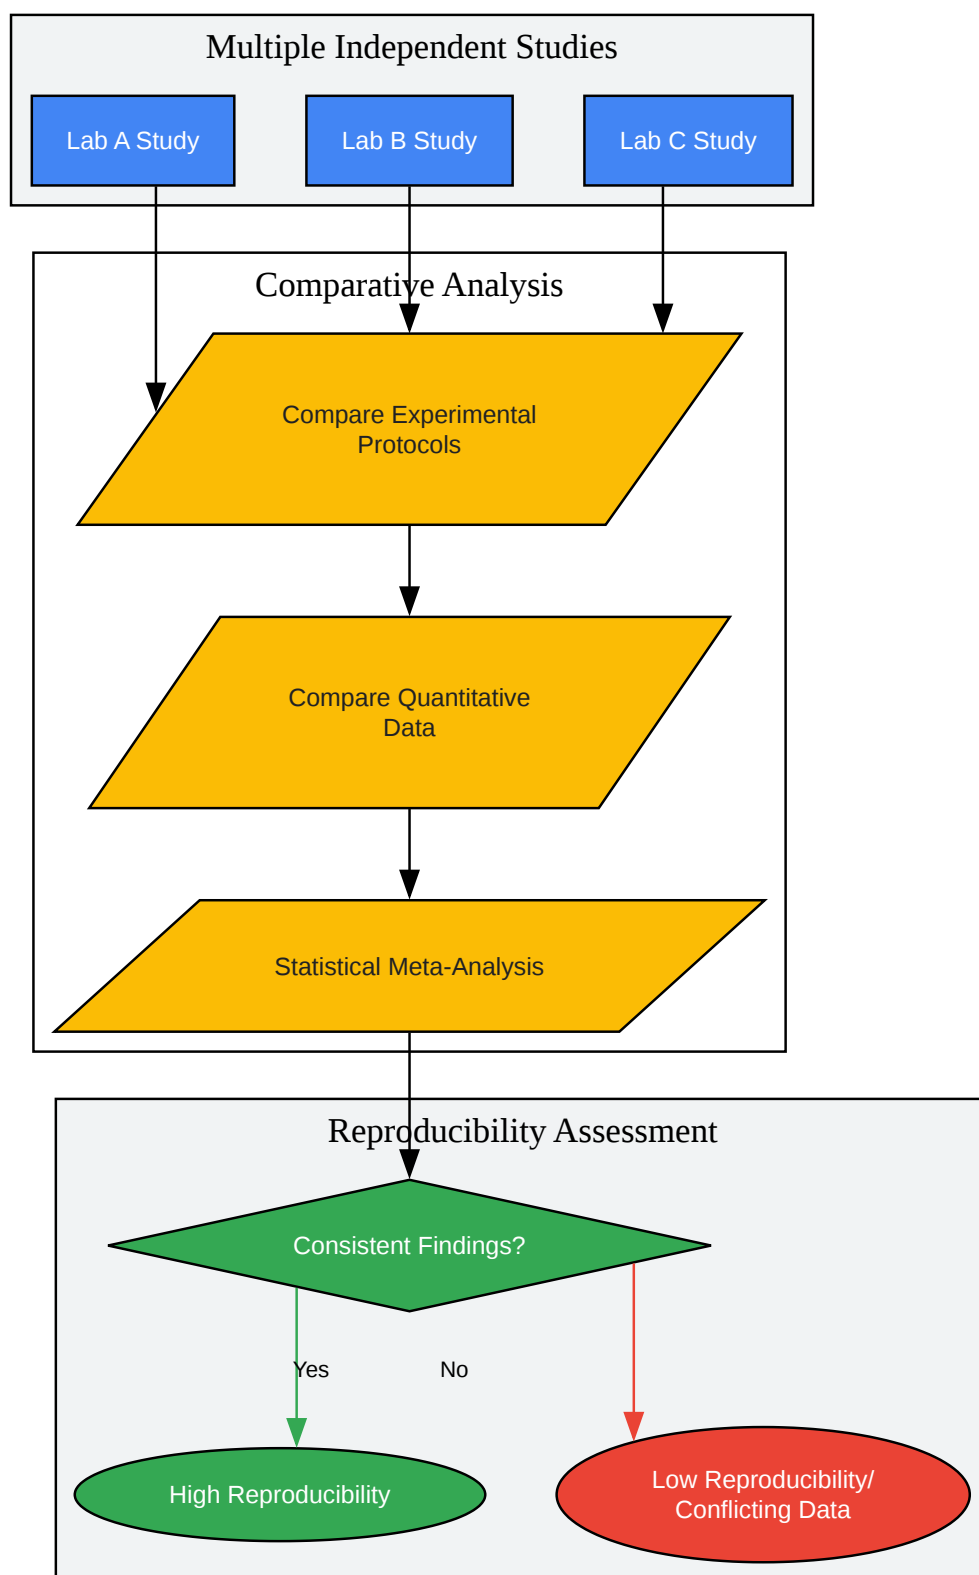 Multiple Independent Studies
Lab A Study
Lab B Study
Lab C Study
Comparative Analysis
Compare Experimental
Protocols
Compare Quantitative
Data
Statistical Meta-Analysis
Reproducibility Assessment
Consistent Findings?
Yes
No
High Reproducibility
Low Reproducibility/
Conflicting Data